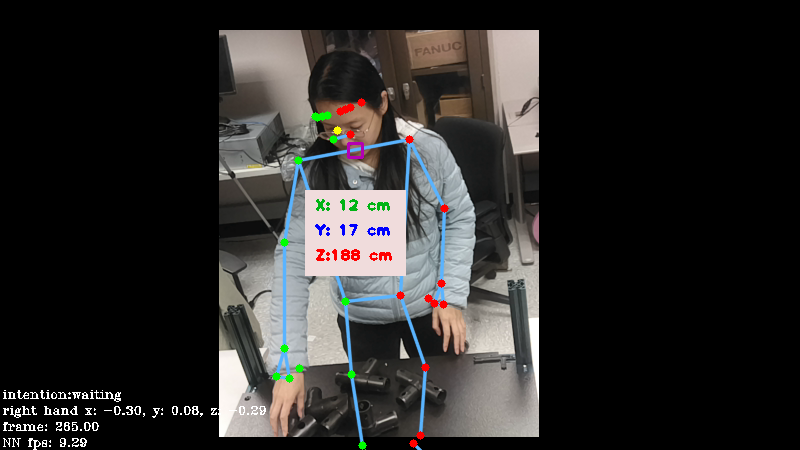 FANUC
X: 12 cm
Y: 17 cm
Z:188 cm
intention:waiting
right hand x: -0.30, y: 0.08, z: -0.29
frame: 265.00
NN fps: 9.29